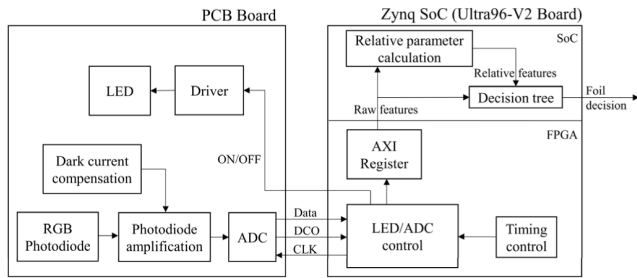 PCB Board
Zynq SoC (Ultra96-V2 Board)
SoC
Relative parameter
calculation
Relative features
LED
Driver
Raw features
Decision tree
Foil
decision
FPGA
AXI
Register
ON/OFF
Dark current
compensation
RGB
Photodiode
Photodiode
amplification
ADC
Data
DCO
CLK
LED/ADC
control
Timing
control